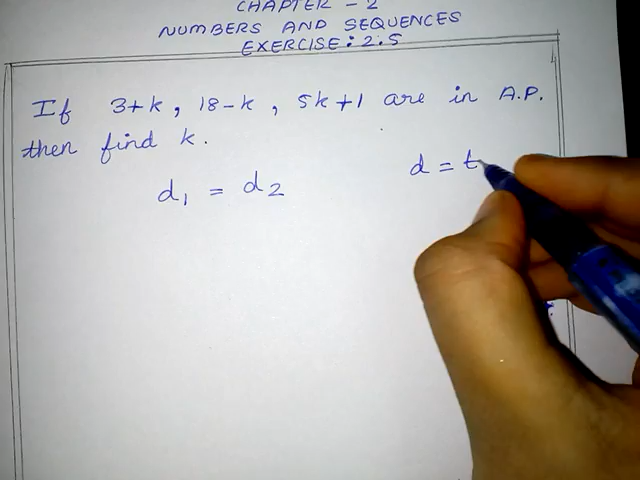 CHAPTER - 2
NUMBERS AND SEQUENCES
EXERCISE: 2.5
If 3+k, 18-k, 5k+1 are in A.P.
then find k.
d = t
d₁ = d₂